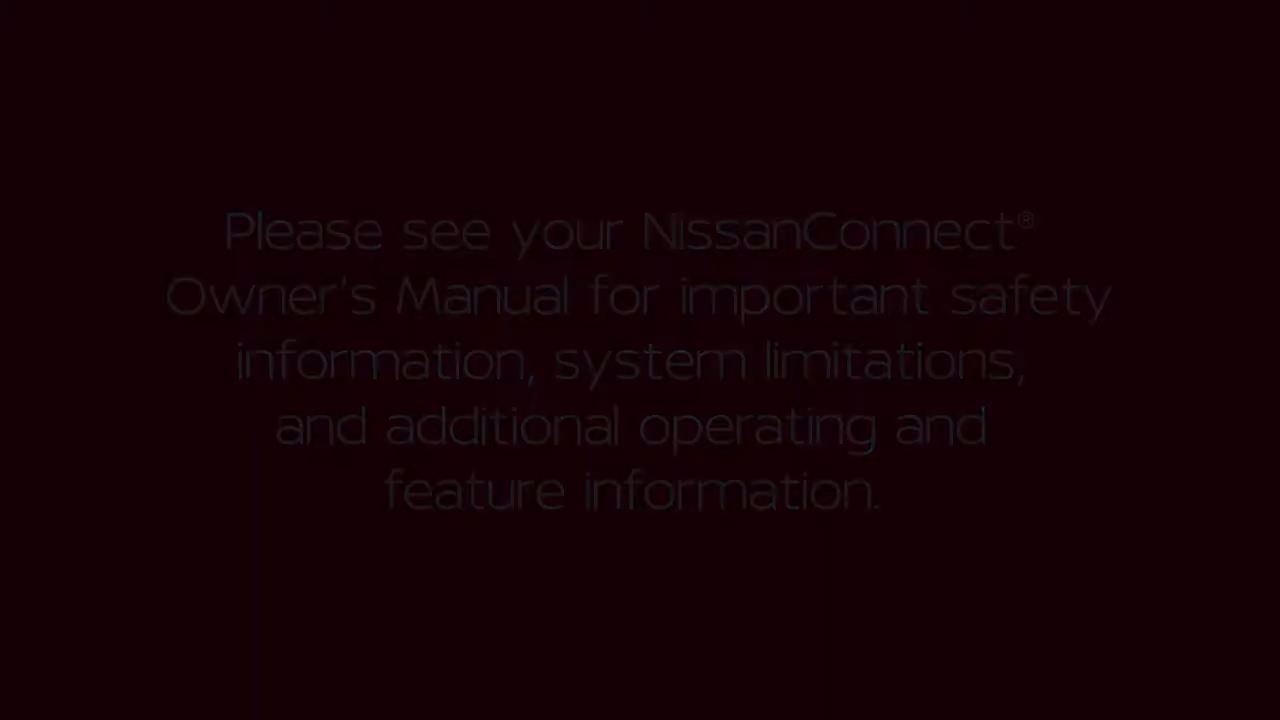 Please see your NissanConnect®
Owner's Manual for important safety
information, system limitations,
and additional operating and
feature information.